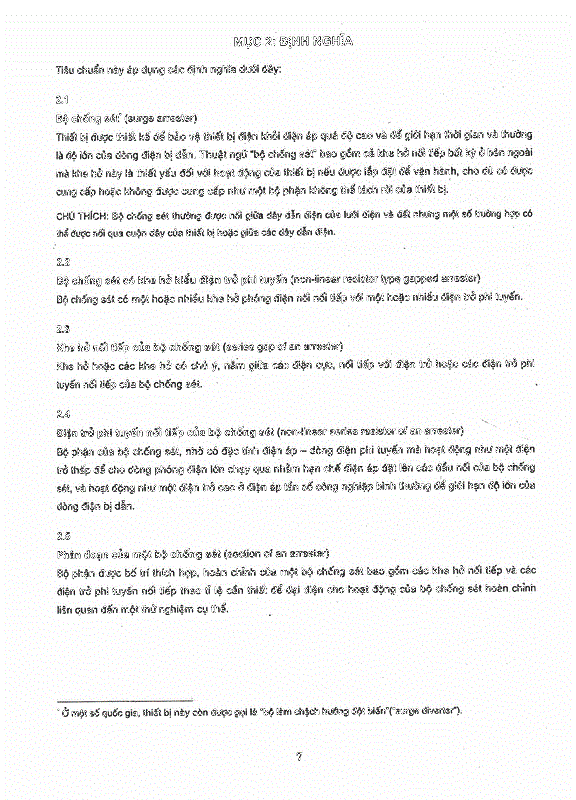 MỤC 2: ĐỊNH NGHĨA
Tiêu chuẩn này áp dụng các định nghĩa dưới đây:
2.1
Bộ chống sét* (surge arrester)
Thiết bị được thiết kế để bảo vệ thiết bị điện khỏi điện áp quá độ cao và để giới hạn thời gian và thường
là độ lớn của dòng điện bị dẫn. Thuật ngữ "bộ chống sét" bao gồm cả khe hở nối tiếp bất kỳ ở bên ngoài
mà khe hở này là thiết yếu đối với hoạt động của thiết bị nếu được lắp đặt để vận hành, cho dù có được
cung cấp hoặc không được cung cấp như một bộ phận không thể tách rời của thiết bị.
CHÚ THÍCH: Bộ chống sét thường được nối giữa dây dẫn điện của lưới điện và đất nhưng một số trường hợp có
thể được nối qua cuộn dây của thiết bị hoặc giữa các dây dẫn điện.
2.2
Bộ chống sét có khe hở kiểu điện trở phi tuyến (non-linear resistor type gapped arrester)
Bộ chống sét có một hoặc nhiều khe hở phóng điện nối nối tiếp với một hoặc nhiều điện trở phi tuyến.
2.3
Khe hở nối tiếp của bộ chống sét (series gap of an arrester)
Khe hở hoặc các khe hở có chủ ý, nằm giữa các điện cực, nối tiếp với điện trở hoặc các điện trở phi
tuyến nối tiếp của bộ chống sét.
2.4
Điện trở phi tuyến nối tiếp của bộ chống sét (non-linear series resistor of an arrester)
Bộ phận của bộ chống sét, nhờ có đặc tính điện áp – dòng điện phi tuyến mà hoạt động như một điện
trở thấp để cho dòng phóng điện lớn chạy qua nhằm hạn chế điện áp đặt lên các đầu nối của bộ chống
sét, và hoạt động như một điện trở cao ở điện áp tần số công nghiệp bình thường để giới hạn độ lớn của
dòng điện bị dẫn.
2.5
Phân đoạn của một bộ chống sét (section of an arrester)
Bộ phận được bố trí thích hợp, hoàn chỉnh của một bộ chống sét bao gồm các khe hở nối tiếp và các
điện trở phi tuyến nối tiếp theo tỉ lệ cần thiết để đại diện cho hoạt động của bộ chống sét hoàn chỉnh
liên quan đến một thử nghiệm cụ thể.
* Ở một số quốc gia, thiết bị này còn được gọi là "bộ làm chệch hướng đột biến"("surge diverter").
7